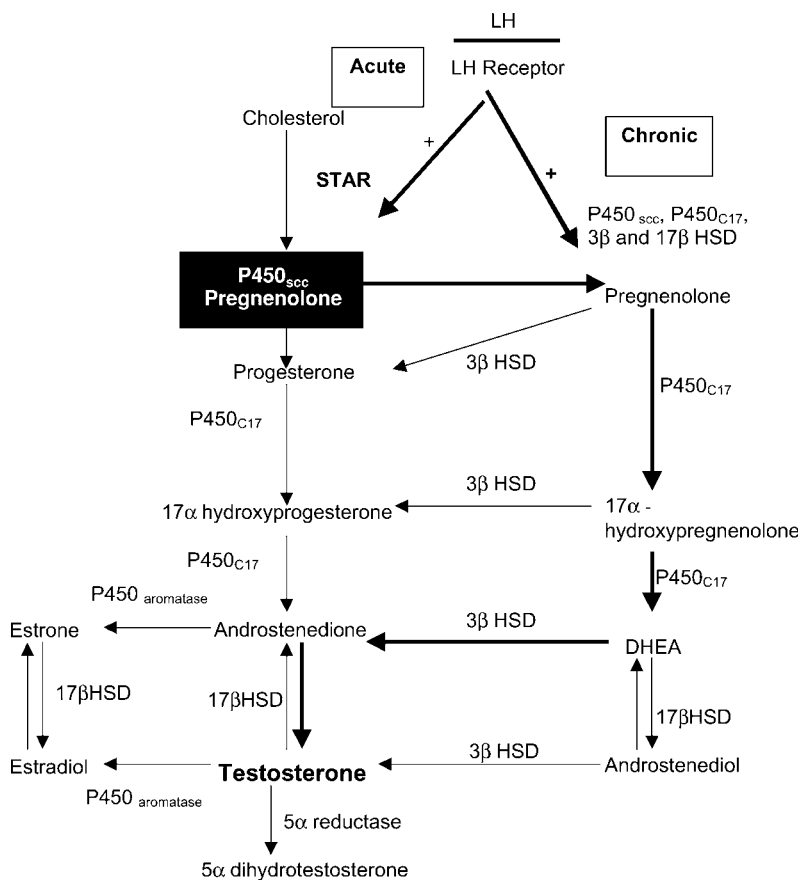 LH
Acute
LH Receptor
Cholesterol
Chronic
+
STAR
+
P450 scc, P450C17,
3β and 17β HSD
P450scc
Pregnenolone
Pregnenolone
Progesterone
3β HSD
P450C17
P450C17
3β HSD
17α hydroxyprogesterone
17α -
hydroxypregnenolone
P450C17
P450C17
P450 aromatase
Estrone
Androstenedione
3β HSD
DHEA
17βHSD
17βHSD
17βHSD
Estradiol
Testosterone
3β HSD
Androstenediol
P450 aromatase
5α reductase
5α dihydrotestosterone